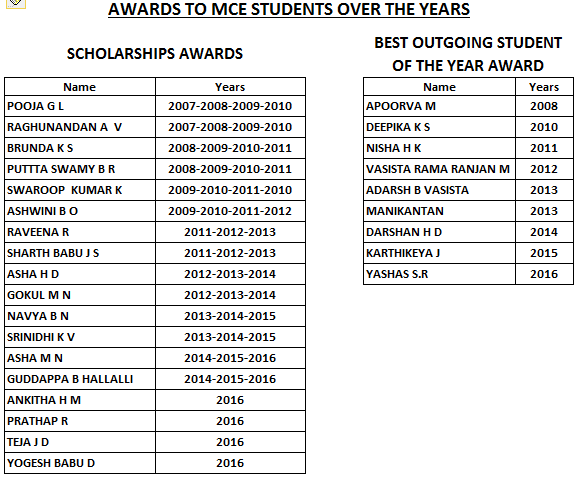 AWARDS TO MCE STUDENTS OVER THE YEARS
SCHOLARSHIPS AWARDS
Name Years
POOJA G L 2007-2008-2009-2010
RAGHUNANDAN A V 2007-2008-2009-2010
BRUNDA K S 2008-2009-2010-2011
PUTTTA SWAMY B R 2008-2009-2010-2011
SWAROOP KUMAR K 2009-2010-2011-2010
ASHWINI B O 2009-2010-2011-2012
RAVEENA R 2011-2012-2013
SHARTH BABU J S 2011-2012-2013
ASHA H D 2012-2013-2014
GOKUL M N 2012-2013-2014
NAVYA B N 2013-2014-2015
SRINIDHI K V 2013-2014-2015
ASHA M N 2014-2015-2016
GUDDAPPA B HALLALLI 2014-2015-2016
ANKITHA H M 2016
PRATHAP R 2016
TEJA J D 2016
YOGESH BABU D 2016
BEST OUTGOING STUDENT
OF THE YEAR AWARD
Name Years
APOORVA M 2008
DEEPIKA K S 2010
NISHA H K 2011
VASISTA RAMA RANJAN M 2012
ADARSH B VASISTA 2013
MANIKANTAN 2013
DARSHAN H D 2014
KARTHIKEYA J 2015
YASHAS S.R 2016